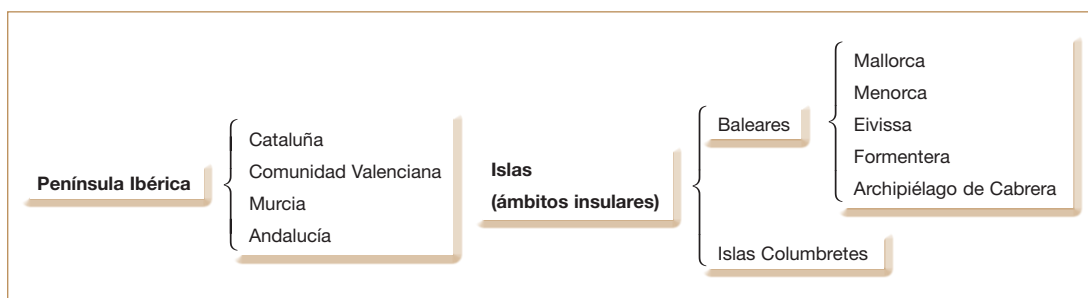 Península Ibérica
Cataluña
Comunidad Valenciana
Murcia
Andalucía
Islas
(ámbitos insulares)
Baleares
Mallorca
Menorca
Eivissa
Formentera
Archipiélago de Cabrera
Islas Columbretes